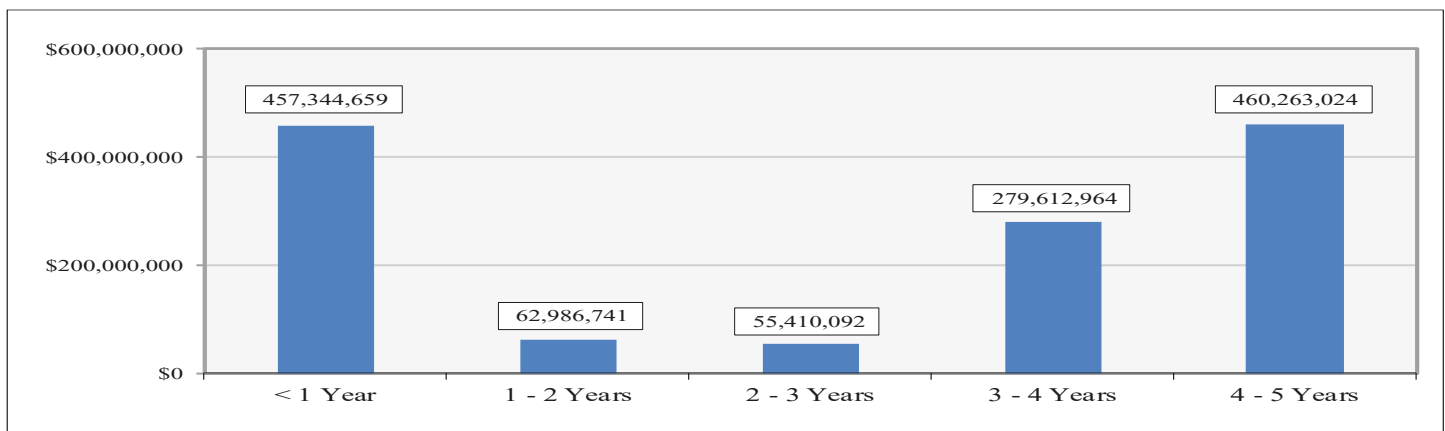 $600,000,000
457,344,659
460,263,024
$400,000,000
279,612,964
$200,000,000
62,986,741
55,410,092
$0
< 1 Year
1 - 2 Years
2 - 3 Years
3 - 4 Years
4 - 5 Years